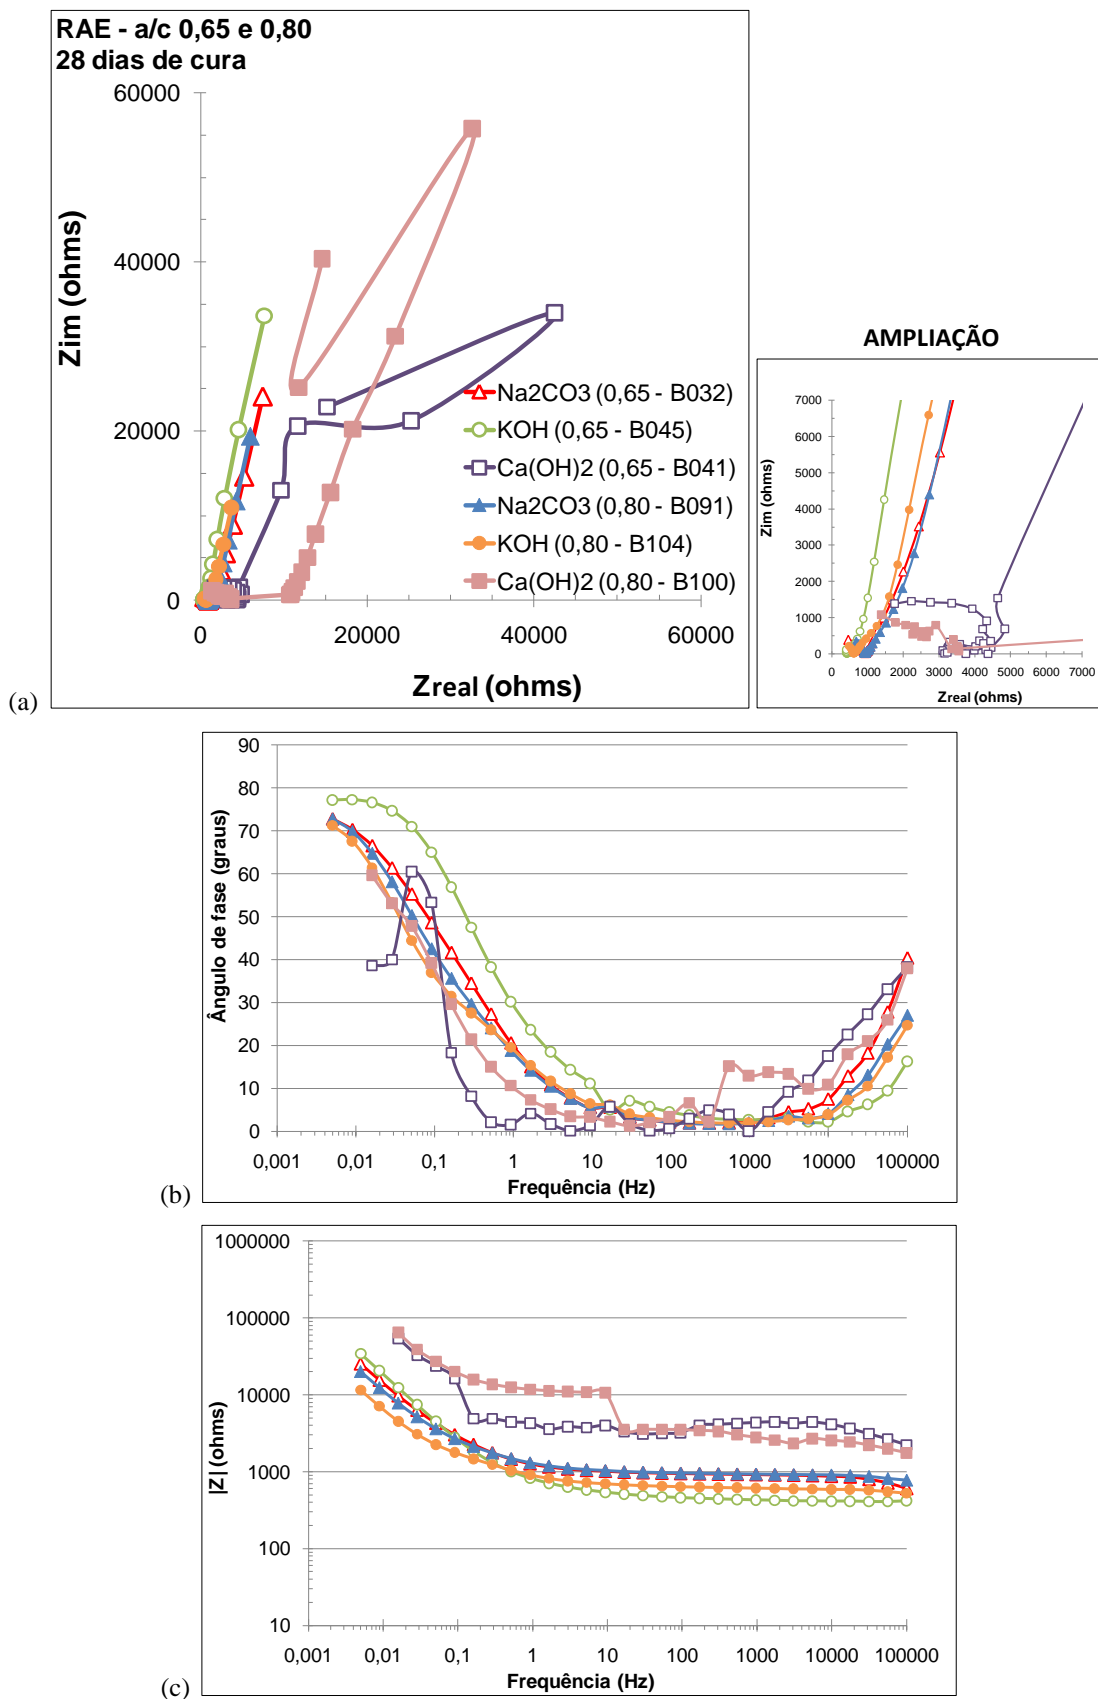 RAE - a/c 0,65 e 0,80
28 dias de cura
60000
40000
20000
0
Zim (ohms)
0
20000
40000
60000
Zreal (ohms)
Na2CO3 (0,65 - B032)
KOH (0,65 - B045)
Ca(OH)2 (0,65 - B041)
Na2CO3 (0,80 - B091)
KOH (0,80 - B104)
Ca(OH)2 (0,80 - B100)
(a)
AMPLIAÇÃO
7000
6000
5000
4000
3000
2000
1000
0
Zim (ohms)
0 1000 2000 3000 4000 5000 6000 7000
Zreal (ohms)
90
80
70
60
50
40
30
20
10
0
Ângulo de fase (graus)
0,001 0,01 0,1 1 10 100 1000 10000 100000
Frequência (Hz)
(b)
1000000
100000
10000
1000
100
10
|Z| (ohms)
0,001 0,01 0,1 1 10 100 1000 10000 100000
Frequência (Hz)
(c)